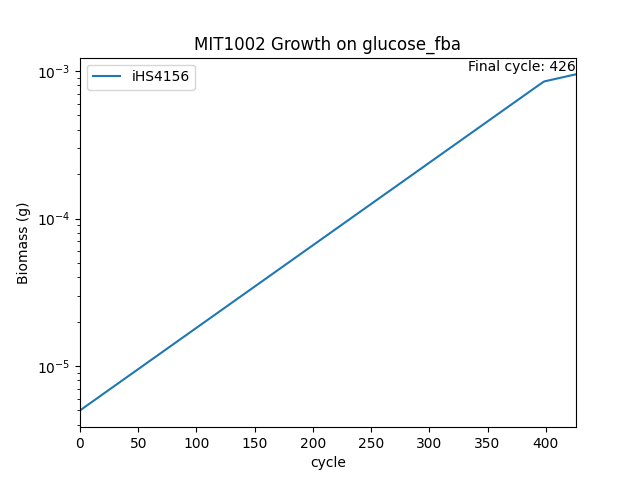 MIT1002 Growth on glucose_fba
Final cycle: 426
iHS4156
10⁻³
10⁻⁴
10⁻⁵
Biomass (g)
0 50 100 150 200 250 300 350 400
cycle